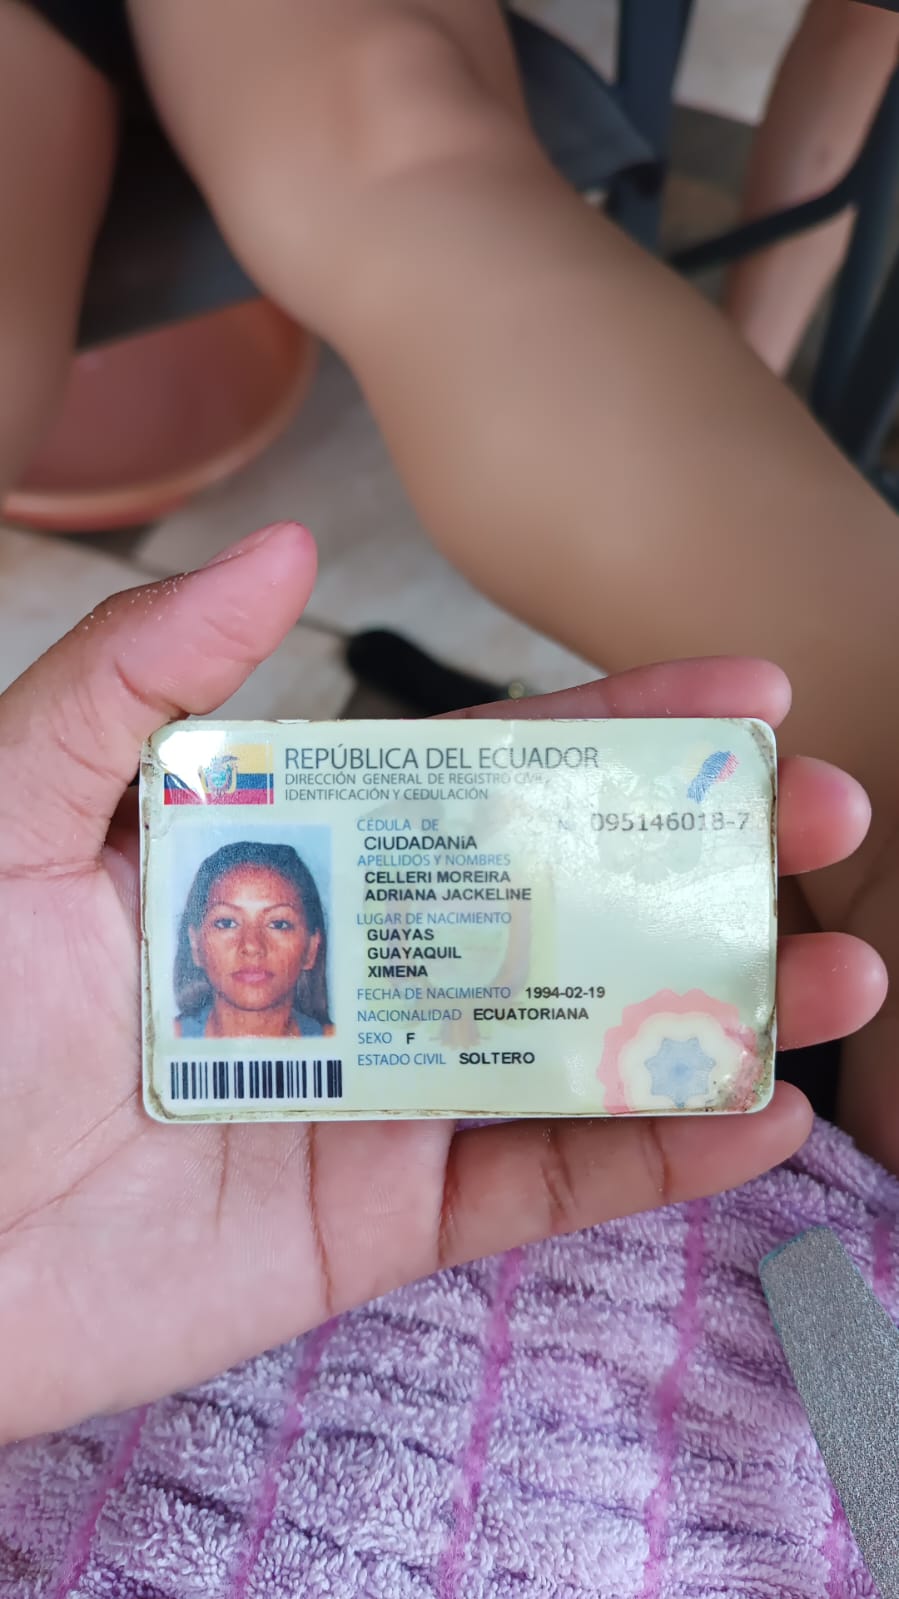 REPÚBLICA DEL ECUADOR
DIRECCIÓN GENERAL DE REGISTRO CIVIL,
IDENTIFICACIÓN Y CEDULACIÓN
CÉDULA DE
CIUDADANíA
N. 095146018-7
APELLIDOS Y NOMBRES
CELLERI MOREIRA
ADRIANA JACKELINE
LUGAR DE NACIMIENTO
GUAYAS
GUAYAQUIL
XIMENA
FECHA DE NACIMIENTO 1994-02-19
NACIONALIDAD ECUATORIANA
SEXO F
ESTADO CIVIL SOLTERO